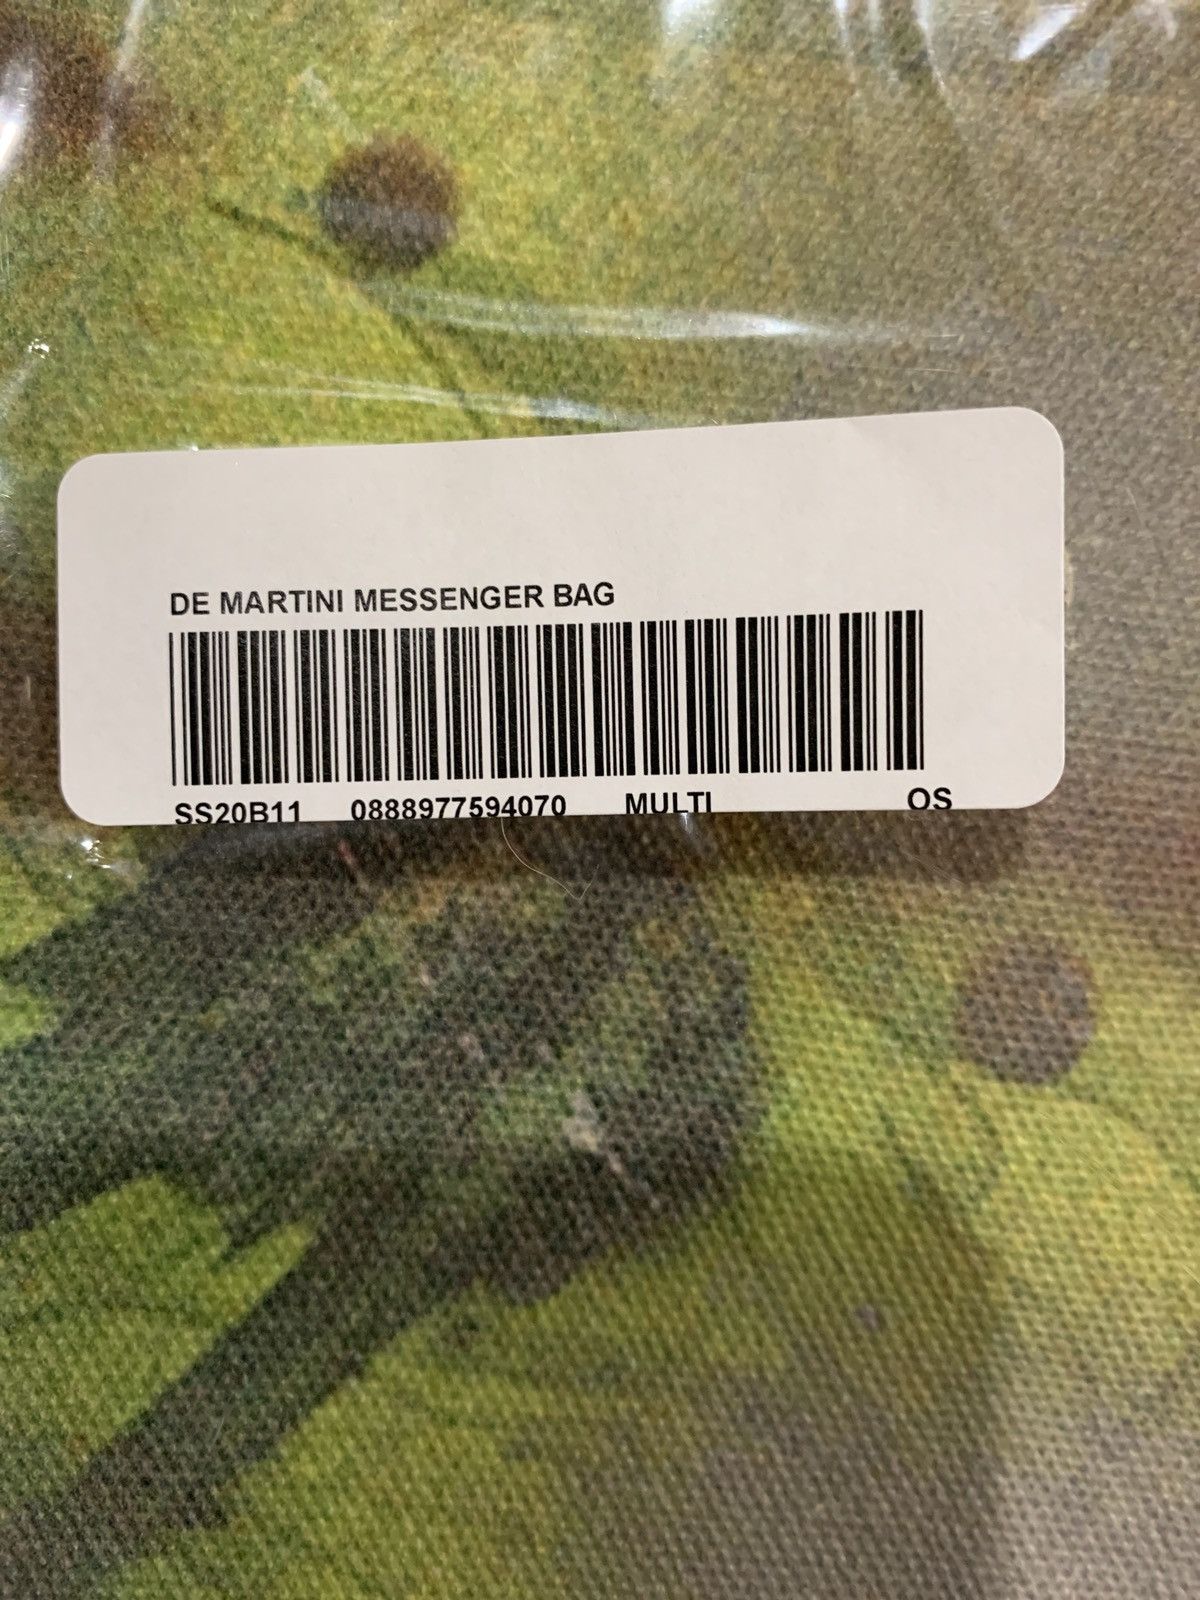 DE MARTINI MESSENGER BAG
SS20B11 0888977594070 MULTI OS